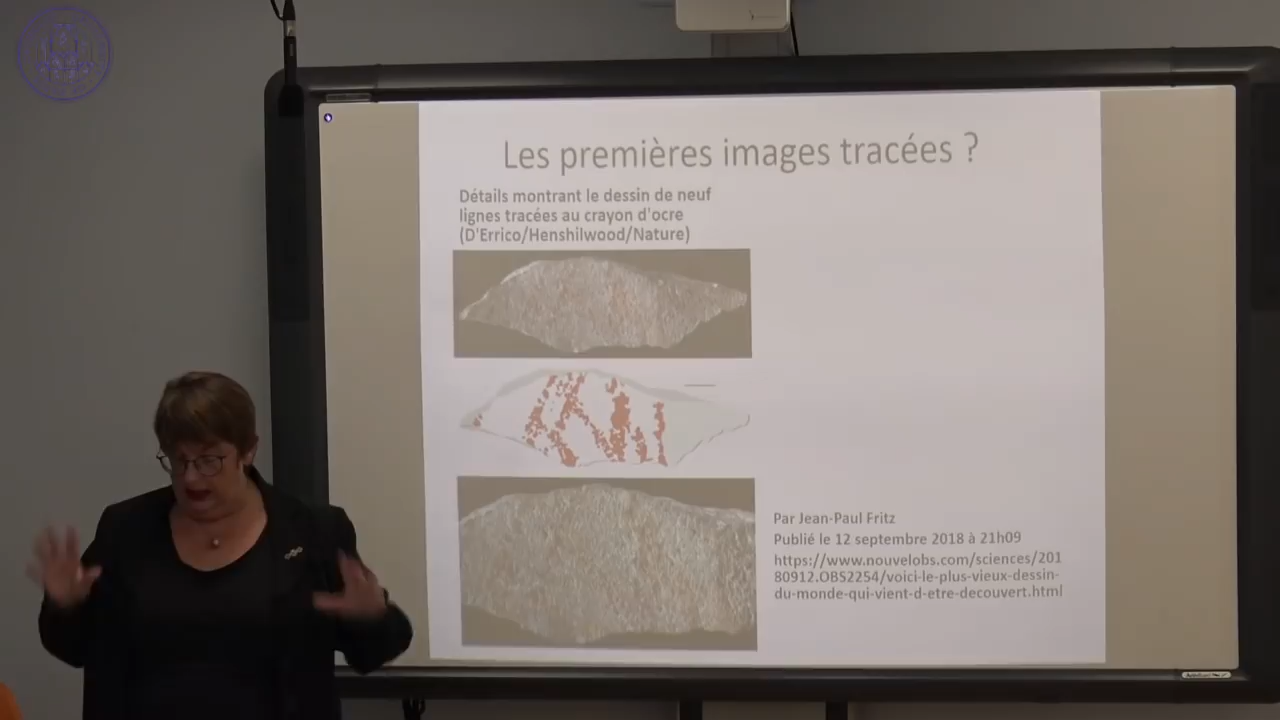 Les premières images tracées ?
Détails montrant le dessin de neuf
lignes tracées au crayon d'ocre
(D'Errico/Henshilwood/Nature)
Par Jean-Paul Fritz
Publié le 12 septembre 2018 à 21h09
https://www.nouvelobs.com/sciences/201
80912.OBS2254/voici-le-plus-vieux-dessin-
du-monde-qui-vient-d-etre-decouvert.html